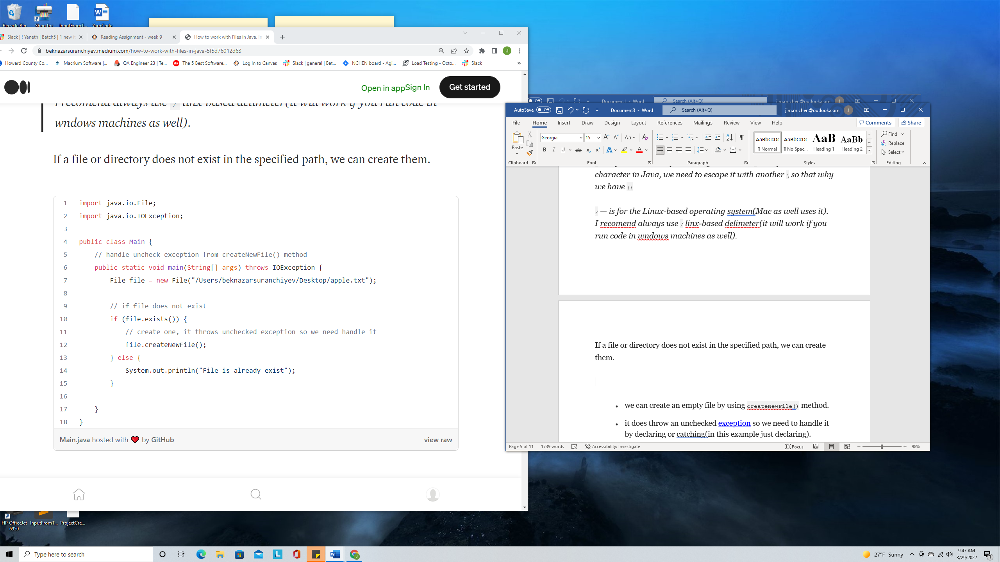 Recycle Bin
Shop for
InputFromT...
YaroCode
Slack | ! Yaneth | Batch5 | 1 new it
Reading Assignment - week 9
How to work with Files in Java. In
beknazarsuranchiyev.medium.com/how-to-work-with-files-in-java-5f5d76012d63
J
Howard County Co...
Macrium Software |...
QA Engineer 23 | Te...
BR
The 5 Best Software...
Log In to Canvas
Slack | general | Bat...
NCHEN board - Agi...
Load Testing - Octo...
Slack
»
Open in app
Sign In
Get started
I recomend always use / linx-based delimeter(it will work if you run code in
wndows machines as well).
If a file or directory does not exist in the specified path, we can create them.
1 import java.io.File;
2 import java.io.IOException;
3
4 public class Main {
5 // handle uncheck exception from createNewFile() method
6 public static void main(String[] args) throws IOException {
7 File file = new File("/Users/beknazarsuranchiyev/Desktop/apple.txt");
8
9 // if file does not exist
10 if (file.exists()) {
11 // create one, it throws unchecked exception so we need handle it
12 file.createNewFile();
13 } else {
14 System.out.println("File is already exist");
15 }
16
17 }
18 }
Main.java hosted with ❤ by GitHub
view raw
Off
Document1 - Word
Search (Alt+Q)
jim.m.chen@outlook.com
J
AutoSave
Off
Document3 - Word
Search (Alt+Q)
jim.m.chen@outlook.com
J
File
Home
Insert
Draw
Design
Layout
References
Mailings
Review
View
Help
Comments
Share
Paste
Clipboard
Georgia
15
Font
Paragraph
AaBbCcDc
¶ Normal
AaBbCcDc
¶ No Spac...
AaB
Heading 1
AaBb
Heading 2
Styles
Find
Replace
Select
Editing
character in Java, we need to escape it with another \ so that why
we have \\
/ — is for the Linux-based operating system(Mac as well uses it).
I recomend always use / linx-based delimeter(it will work if you
run code in wndows machines as well).
If a file or directory does not exist in the specified path, we can create
them.
• we can create an empty file by using createNewFile() method.
• it does throw an unchecked exception so we need to handle it
by declaring or catching(in this example just declaring).
Page 5 of 11
1739 words
Accessibility: Investigate
Focus
98%
HP OfficeJet
6950
InputFromT...
ProjectCre...
Type here to search
27°F Sunny
9:47 AM
3/29/2022
1